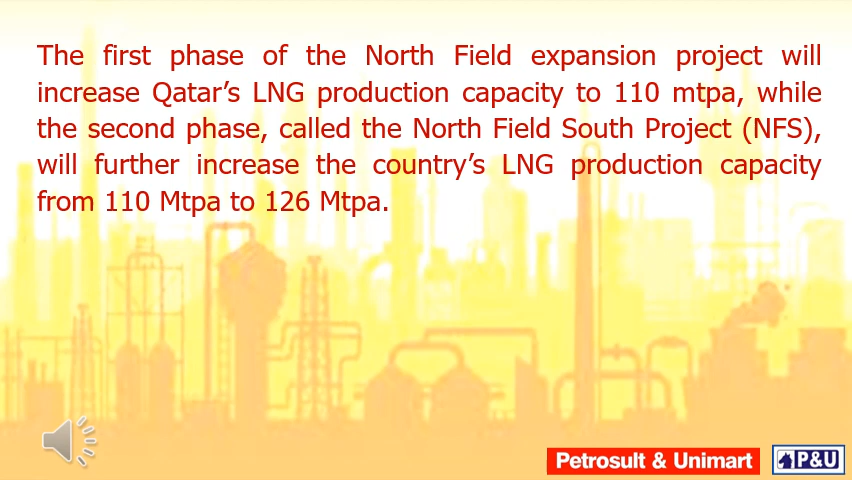 The first phase of the North Field expansion project will
increase Qatar’s LNG production capacity to 110 mtpa, while
the second phase, called the North Field South Project (NFS),
will further increase the country’s LNG production capacity
from 110 Mtpa to 126 Mtpa.
Petrosult & Unimart
P&U